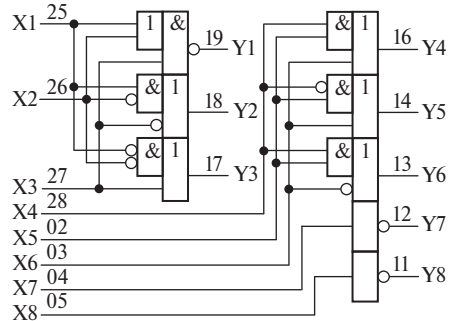 X1 25 1 & 19 Y1
X2 26 & 1 18 Y2
& 1 17 Y3
X3 27
X4 28
X5 02
X6 03
X7 04
X8 05
& 1 16 Y4
& 1 14 Y5
& 1 13 Y6
12 Y7
11 Y8